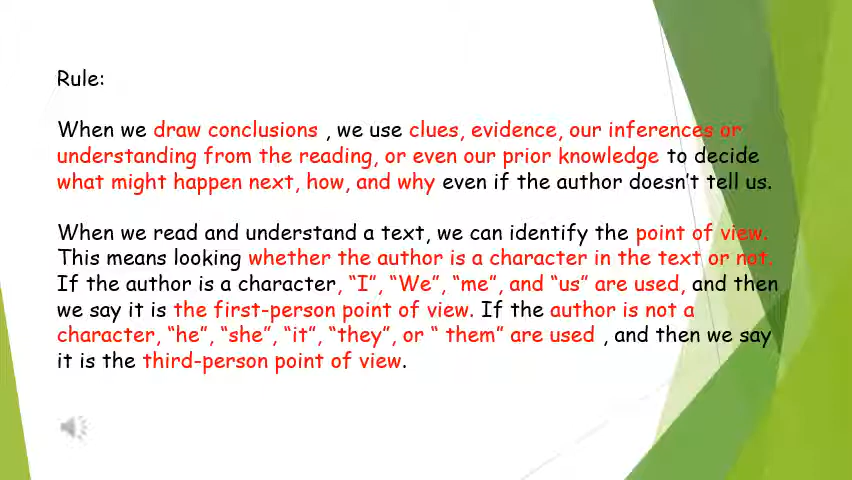 Rule:
When we draw conclusions , we use clues, evidence, our inferences or
understanding from the reading, or even our prior knowledge to decide
what might happen next, how, and why even if the author doesn’t tell us.
When we read and understand a text, we can identify the point of view.
This means looking whether the author is a character in the text or not.
If the author is a character, “I”, “We”, “me”, and “us” are used, and then
we say it is the first-person point of view. If the author is not a
character, “he”, “she”, “it”, “they”, or “ them” are used , and then we say
it is the third-person point of view.